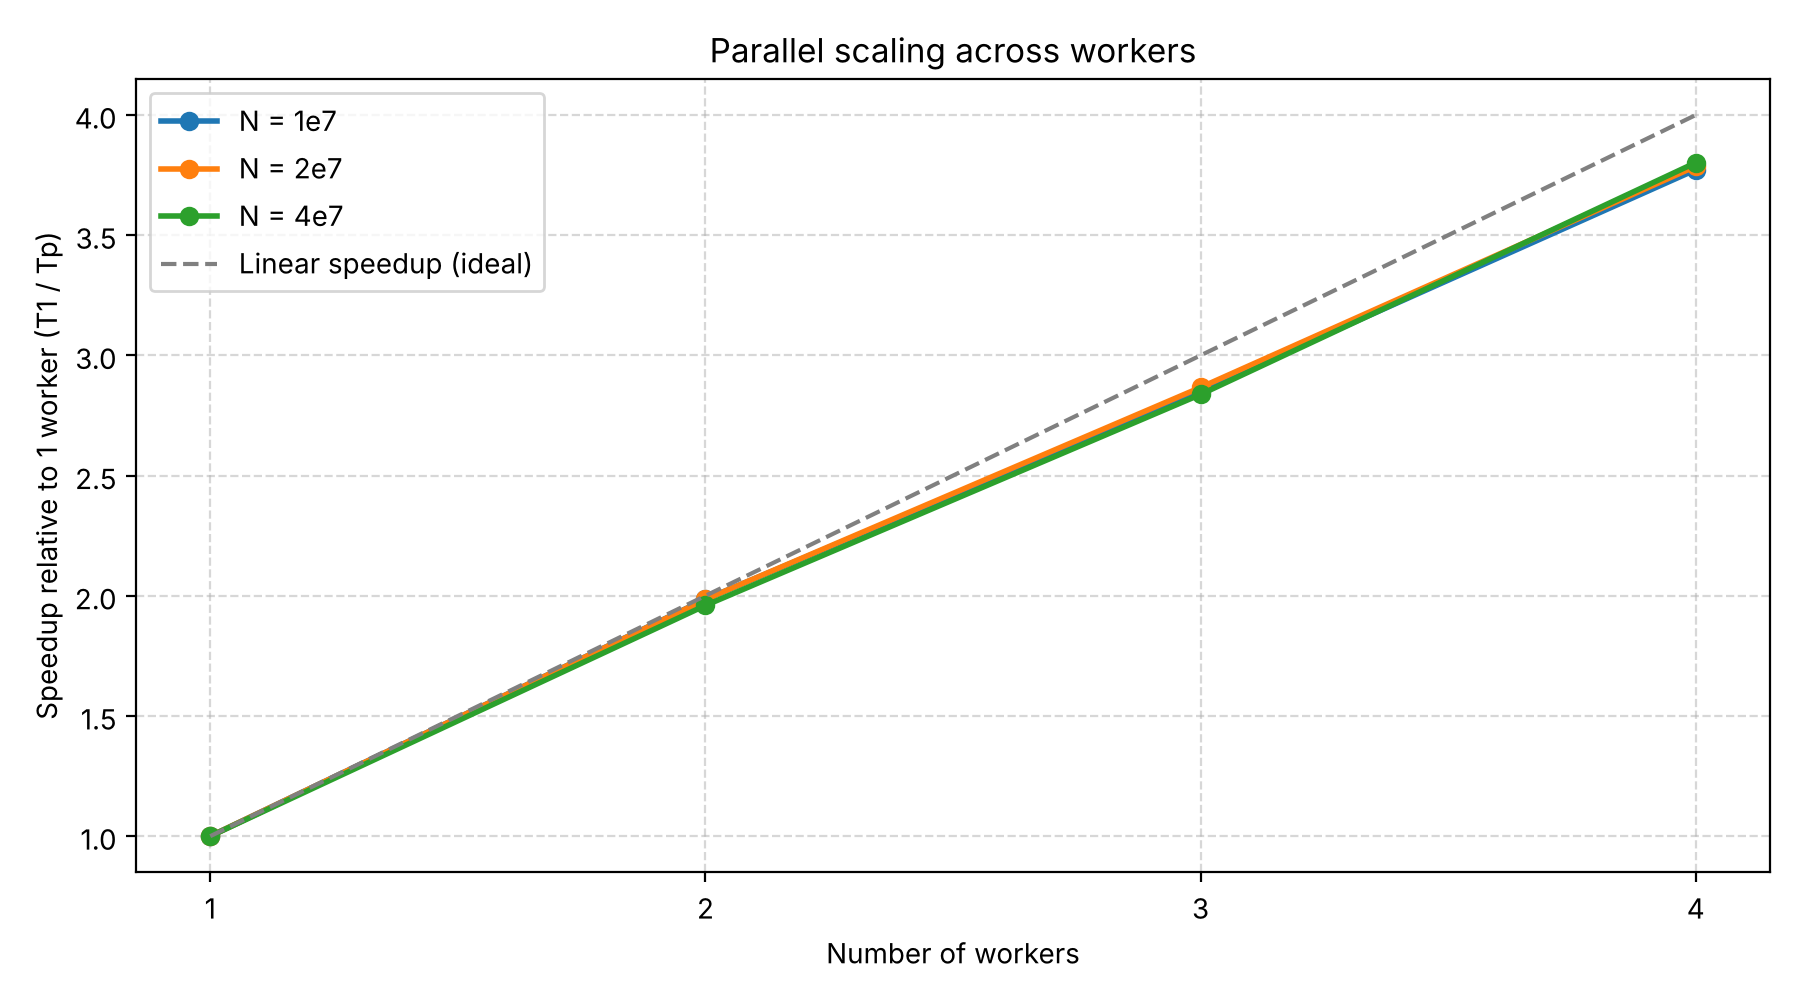 Parallel scaling across workers
N = 1e7
N = 2e7
N = 4e7
Linear speedup (ideal)
Speedup relative to 1 worker (T1 / Tp)
4.0
3.5
3.0
2.5
2.0
1.5
1.0
1 2 3 4
Number of workers